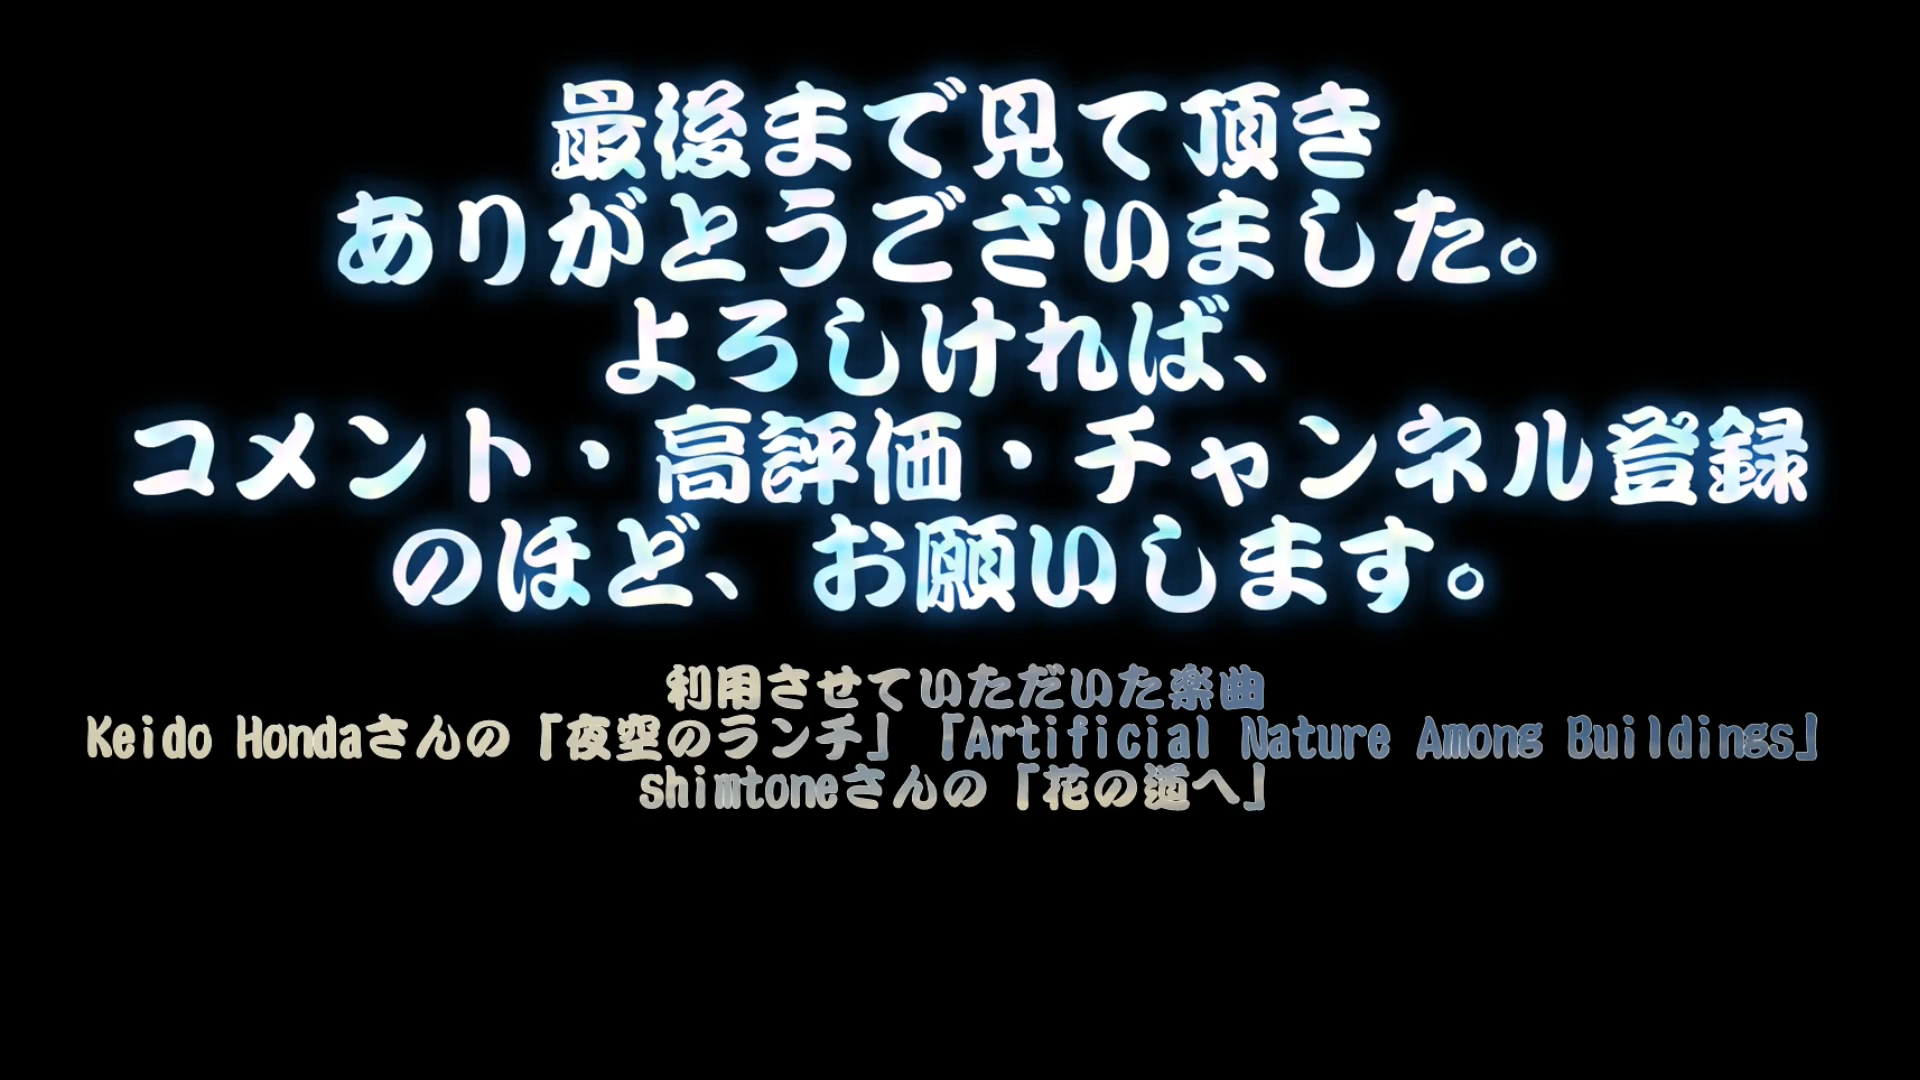 最後まで見て頂き
ありがとうございました。
よろしければ、
コメント・高評価・チャンネル登録
のほど、お願いします。
利用させていただいた楽曲
Keido Hondaさんの「夜空のランチ」「Artificial Nature Among Buildings」
shimtoneさんの「花の道へ」